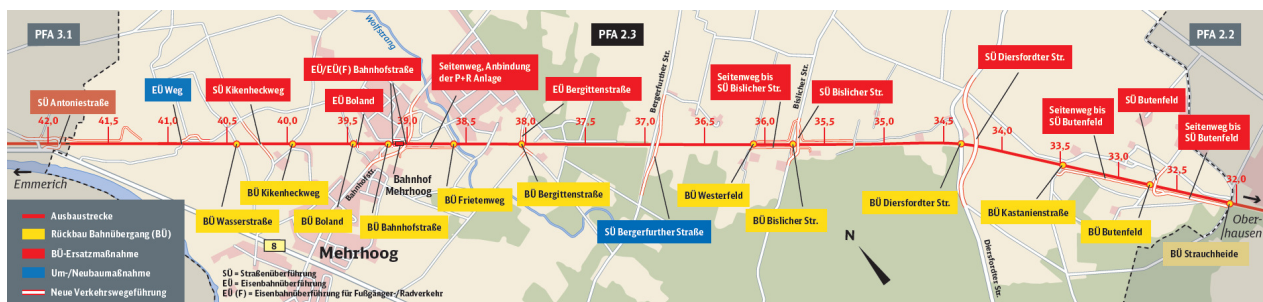 PFA 3.1
PFA 2.3
PFA 2.2
Wolfstrang
EÜ/EÜ(F) Bahnhofstraße
Seitenweg, Anbindung
der P+R Anlage
Bergerfurther Str.
Bislicher Str.
SÜ Diersfordter Str.
EÜ Weg
SÜ Kikenheckweg
EÜ Bergittenstraße
Seitenweg bis
SÜ Bislicher Str.
SÜ Bislicher Str.
Seitenweg bis
SÜ Butenfeld
SÜ Butenfeld
Seitenweg bis
SÜ Butenfeld
SÜ Antoniestraße
EÜ Boland
42,0
41,5
41,0
40,5
40,0
39,5
39,0
38,5
38,0
37,5
37,0
36,5
36,0
35,5
35,0
34,5
34,0
33,5
33,0
32,5
32,0
Emmerich
Bahnhofstr.
Bahnhof
Mehrhoog
BÜ Kikenheckweg
BÜ Wasserstraße
BÜ Boland
BÜ Bahnhofstraße
BÜ Frietenweg
BÜ Bergittenstraße
SÜ Bergerfurther Straße
BÜ Westerfeld
BÜ Bislicher Str.
BÜ Diersfordter Str.
BÜ Kastanienstraße
BÜ Butenfeld
BÜ Strauchheide
Ober-
hausen
Diersfordter Str.
N
8
Mehrhoog
Ausbaustrecke
Rückbau Bahnübergang (BÜ)
BÜ-Ersatzmaßnahme
Um-/Neubaumaßnahme
Neue Verkehrswegeführung
SÜ = Straßenüberführung
EÜ = Eisenbahnüberführung
EÜ (F) = Eisenbahnüberführung für Fußgänger-/Radverkehr